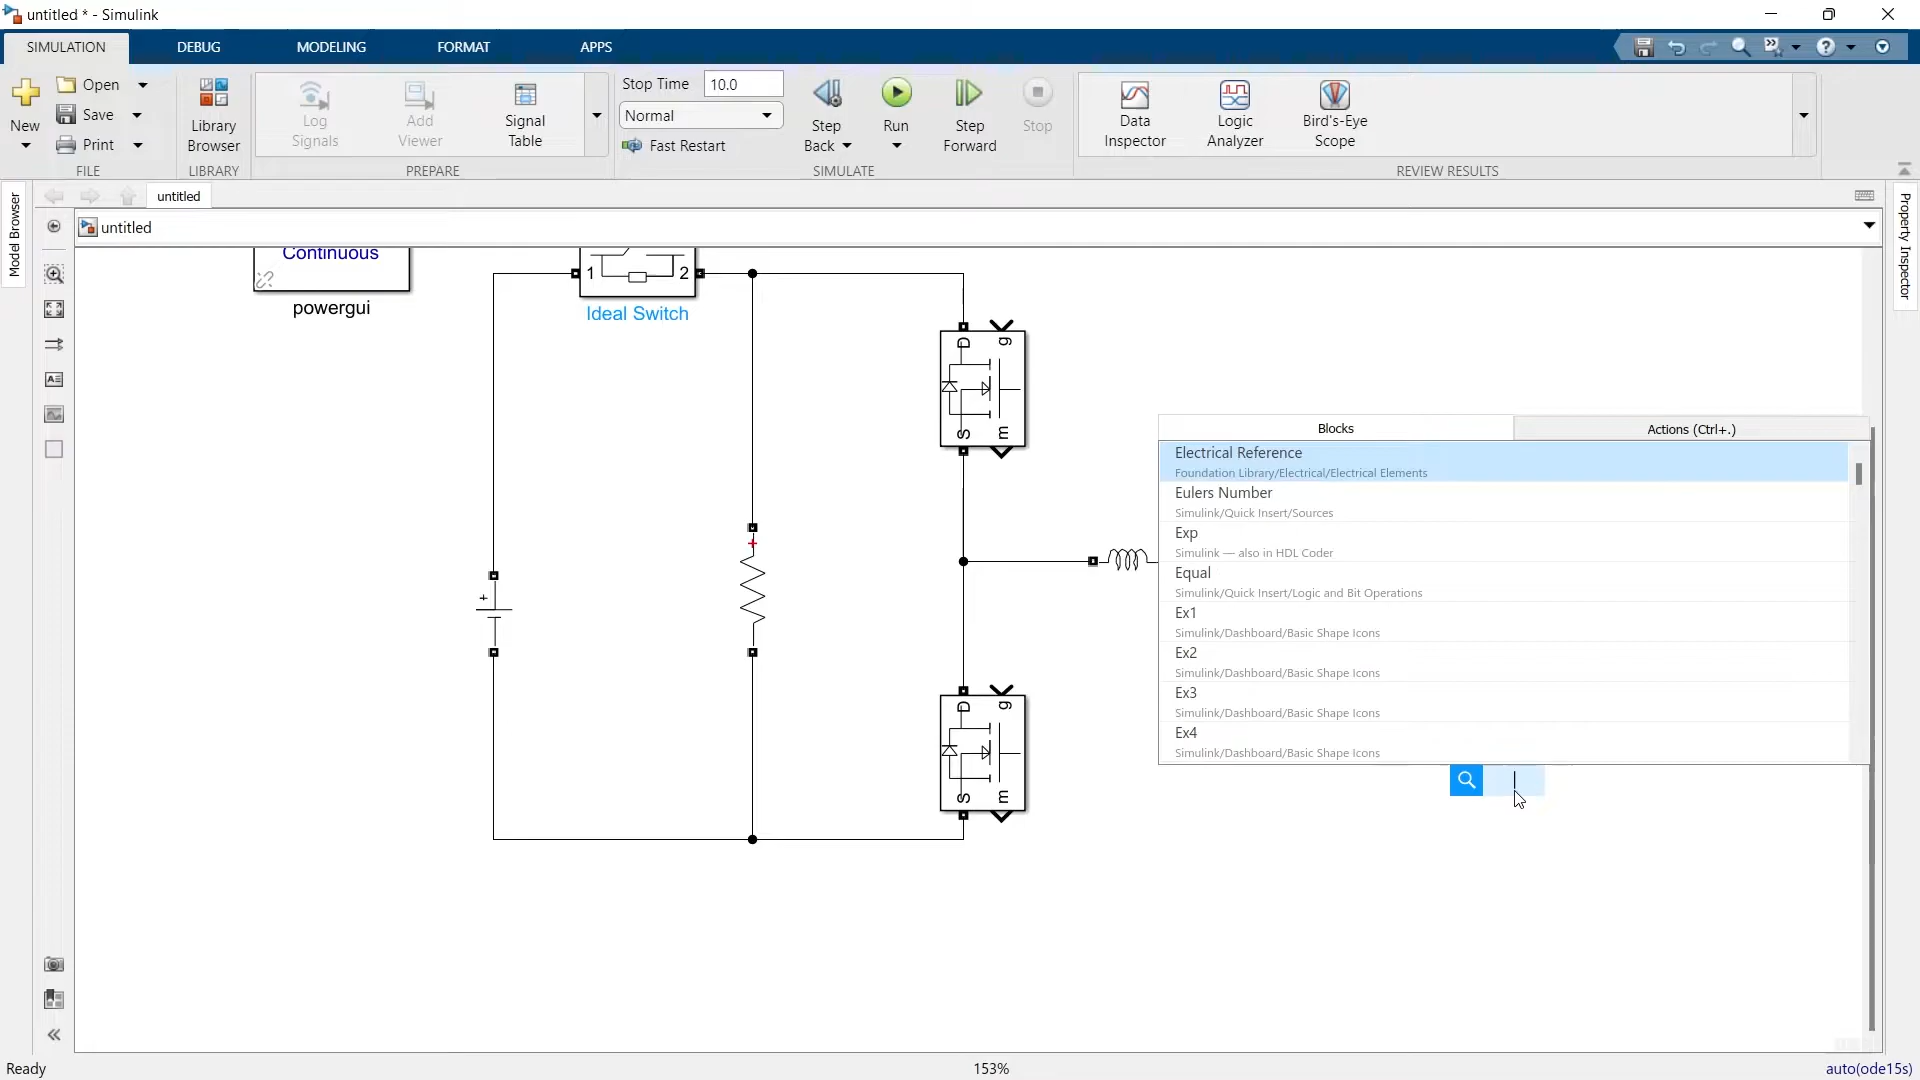 untitled * - Simulink
SIMULATION DEBUG MODELING FORMAT APPS
New
Open
Save
Print
FILE
Library
Browser
LIBRARY
Log
Signals
Add
Viewer
Signal
Table
PREPARE
Stop Time 10.0
Normal
Fast Restart
Step
Back
Run
Step
Forward
Stop
SIMULATE
Data
Inspector
Logic
Analyzer
Bird's-Eye
Scope
REVIEW RESULTS
Model Browser
untitled
untitled
Property Inspector
Continuous
powergui
1 2
Ideal Switch
D g
S m
+
+
D g
S m
Blocks Actions (Ctrl+.)
Electrical Reference
Foundation Library/Electrical/Electrical Elements
Eulers Number
Simulink/Quick Insert/Sources
Exp
Simulink — also in HDL Coder
Equal
Simulink/Quick Insert/Logic and Bit Operations
Ex1
Simulink/Dashboard/Basic Shape Icons
Ex2
Simulink/Dashboard/Basic Shape Icons
Ex3
Simulink/Dashboard/Basic Shape Icons
Ex4
Simulink/Dashboard/Basic Shape Icons
Ready 153% auto(ode15s)